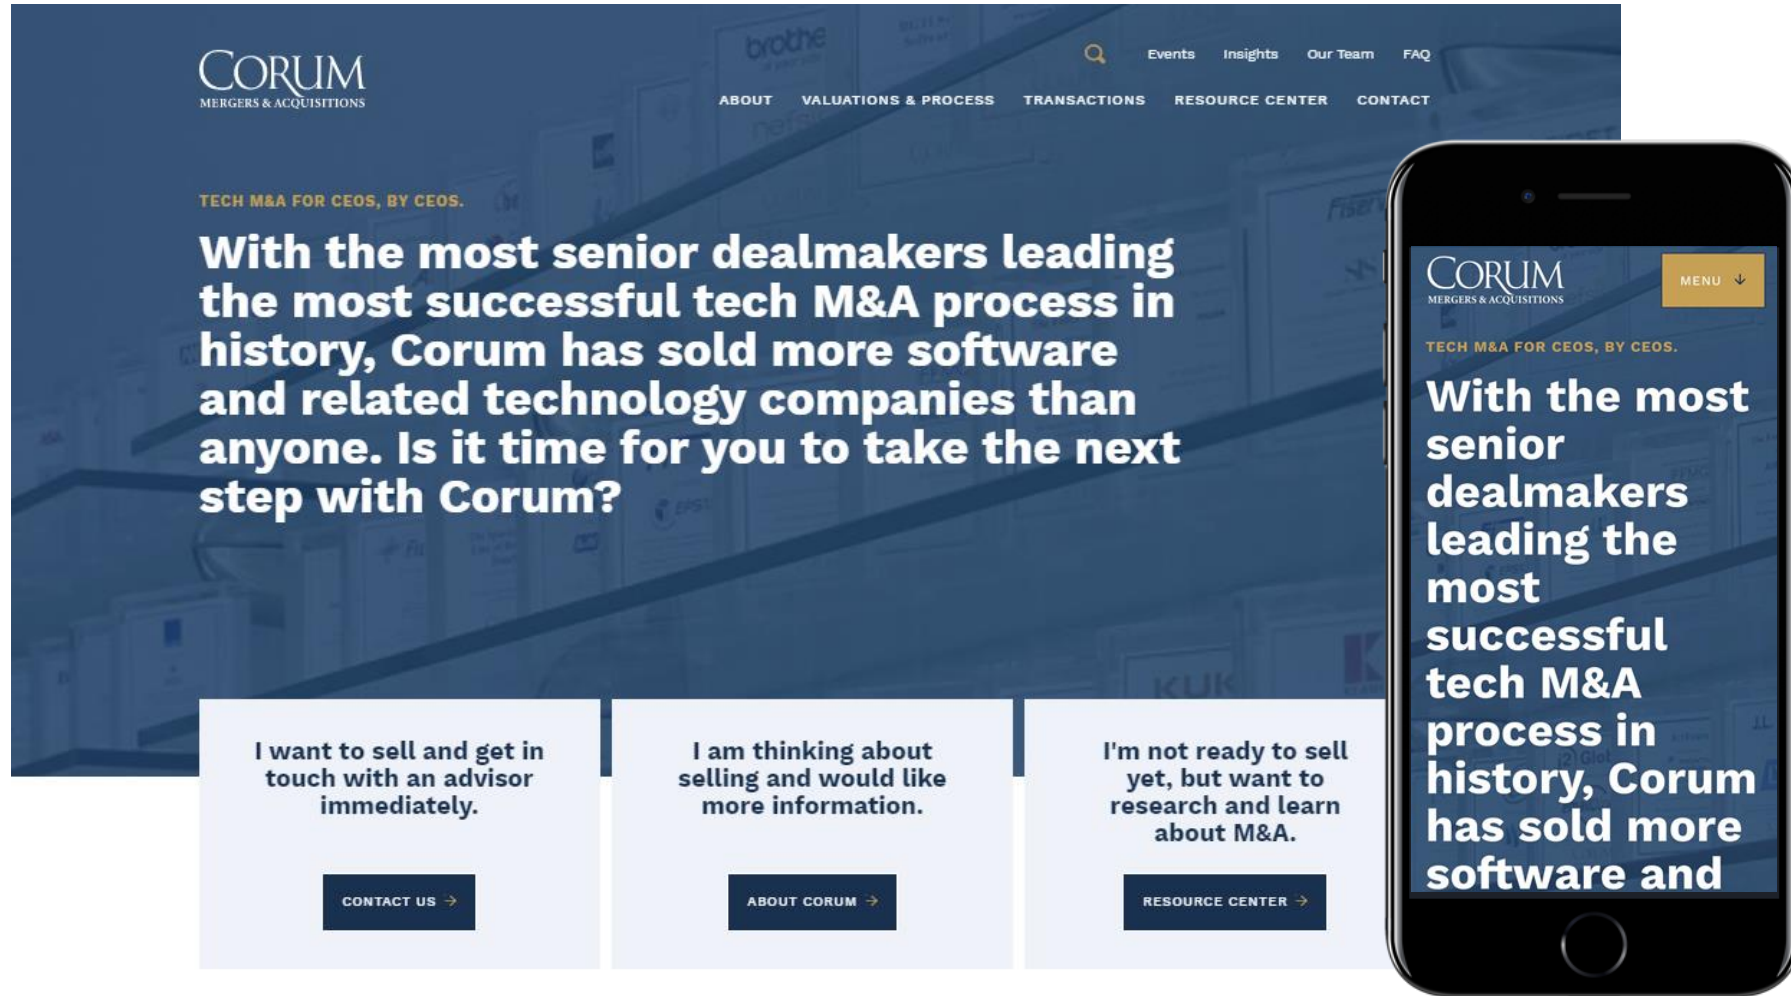 CORUM
MERGERS & ACQUISITIONS
Events Insights Our Team FAQ
ABOUT VALUATIONS & PROCESS TRANSACTIONS RESOURCE CENTER CONTACT
TECH M&A FOR CEOS, BY CEOS.
With the most senior dealmakers leading
the most successful tech M&A process in
history, Corum has sold more software
and related technology companies than
anyone. Is it time for you to take the next
step with Corum?
I want to sell and get in
touch with an advisor
immediately.
CONTACT US →
I am thinking about
selling and would like
more information.
ABOUT CORUM →
I'm not ready to sell
yet, but want to
research and learn
about M&A.
RESOURCE CENTER →
CORUM
MERGERS & ACQUISITIONS
MENU ↓
TECH M&A FOR CEOS, BY CEOS.
With the most
senior
dealmakers
leading the
most
successful
tech M&A
process in
history, Corum
has sold more
software and